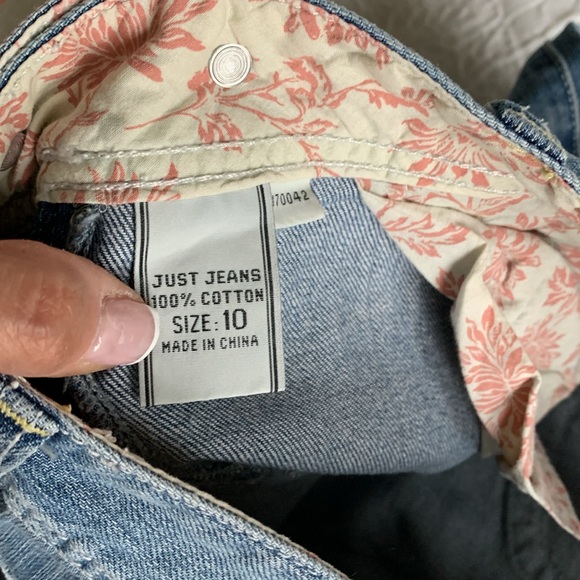 JUST JEANS
100% COTTON
SIZE: 10
MADE IN CHINA
70042